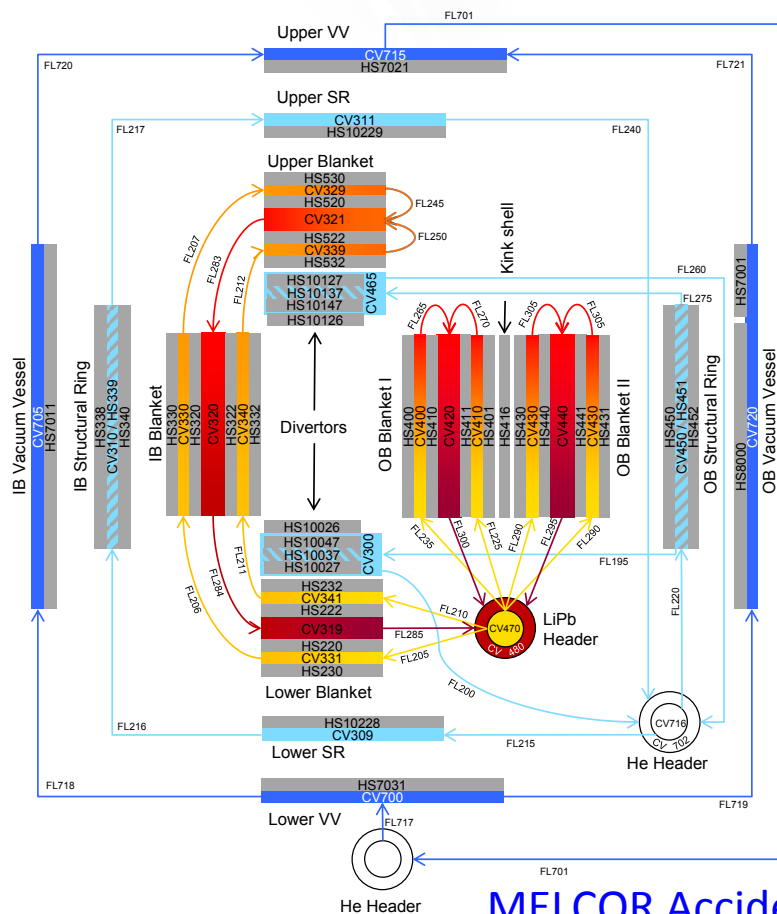 FL701
Upper VV
CV715
HS7021
FL720
FL721
Upper SR
CV311
HS10229
FL217
FL240
Upper Blanket
HS530
CV329
HS520
CV321
HS522
CV339
HS532
FL245
FL250
FL207
FL283
FL212
Kink shell
HS10127
HS10137
HS10147
HS10126
CV465
FL260
FL275
HS7001
FL265
FL270
FL305
FL305
IB Vacuum Vessel
CV705
HS7011
IB Structural Ring
HS338
CV310 / HS339
HS340
IB Blanket
HS330
CV330
HS320
CV320
HS322
CV340
HS332
Divertors
HS400
CV400
HS410
CV420
HS411
CV410
HS401
OB Blanket I
HS416
HS430
CV430
HS440
CV440
HS441
CV430
HS431
OB Blanket II
HS450
CV450 / HS451
HS452
OB Structural Ring
HS8000
CV720
OB Vacuum Vessel
HS10026
HS10047
HS10037
HS10027
CV300
FL235
FL300
FL225
FL290
FL295
FL290
FL195
FL220
FL211
FL284
FL206
HS232
CV341
HS222
CV319
HS220
CV331
HS230
Lower Blanket
FL210
FL285
FL205
CV470
CV 480
LiPb
Header
FL200
FL216
HS10228
CV309
Lower SR
FL215
CV716
CV 702
He Header
FL718
HS7031
CV700
Lower VV
FL719
FL717
FL701
He Header
MELCOR Accide